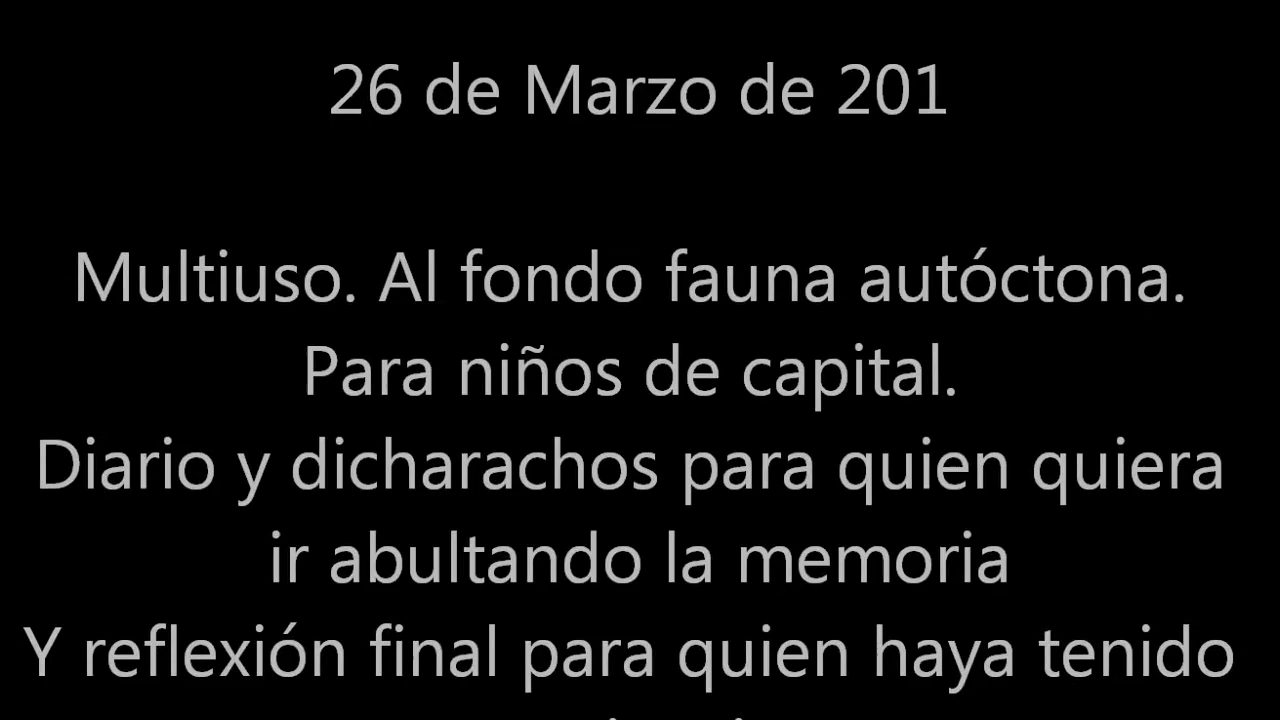 26 de Marzo de 201
Multiuso. Al fondo fauna autóctona.
Para niños de capital.
Diario y dicharachos para quien quiera
ir abultando la memoria
Y reflexión final para quien haya tenido